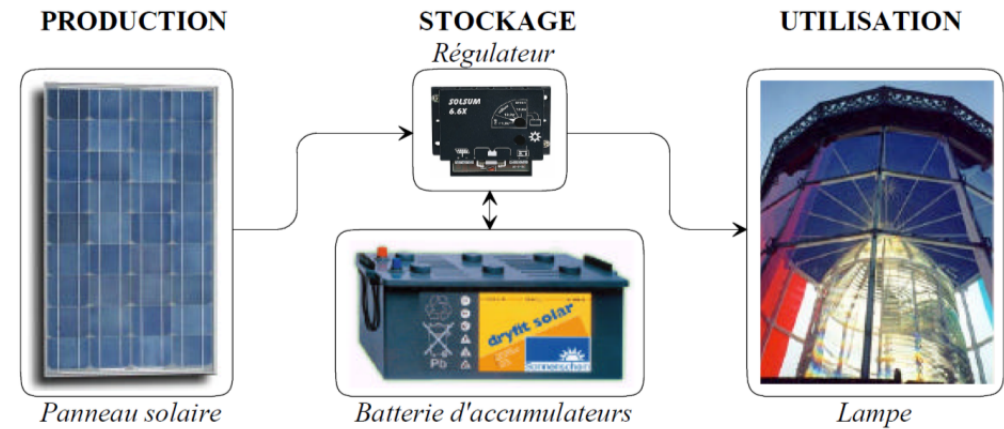 PRODUCTION
STOCKAGE
UTILISATION
Régulateur
SOLSUM
6.6X
dryfit solar
Sonnenschein
Pb
Panneau solaire
Batterie d'accumulateurs
Lampe